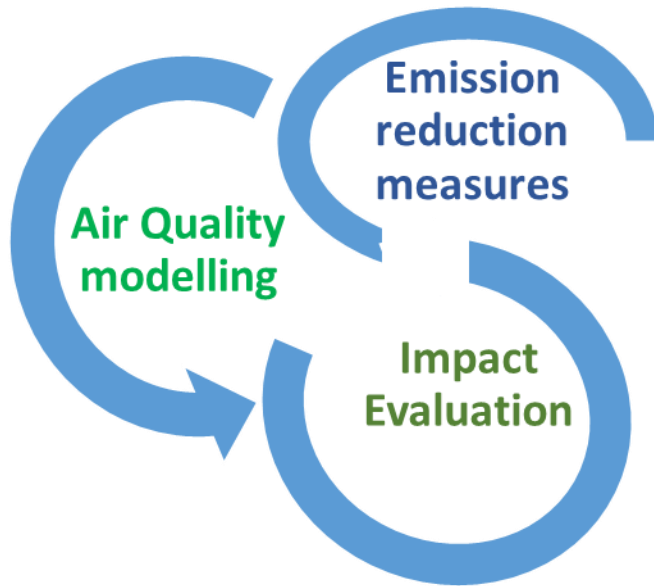 Emission
reduction
measures
Air Quality
modelling
Impact
Evaluation